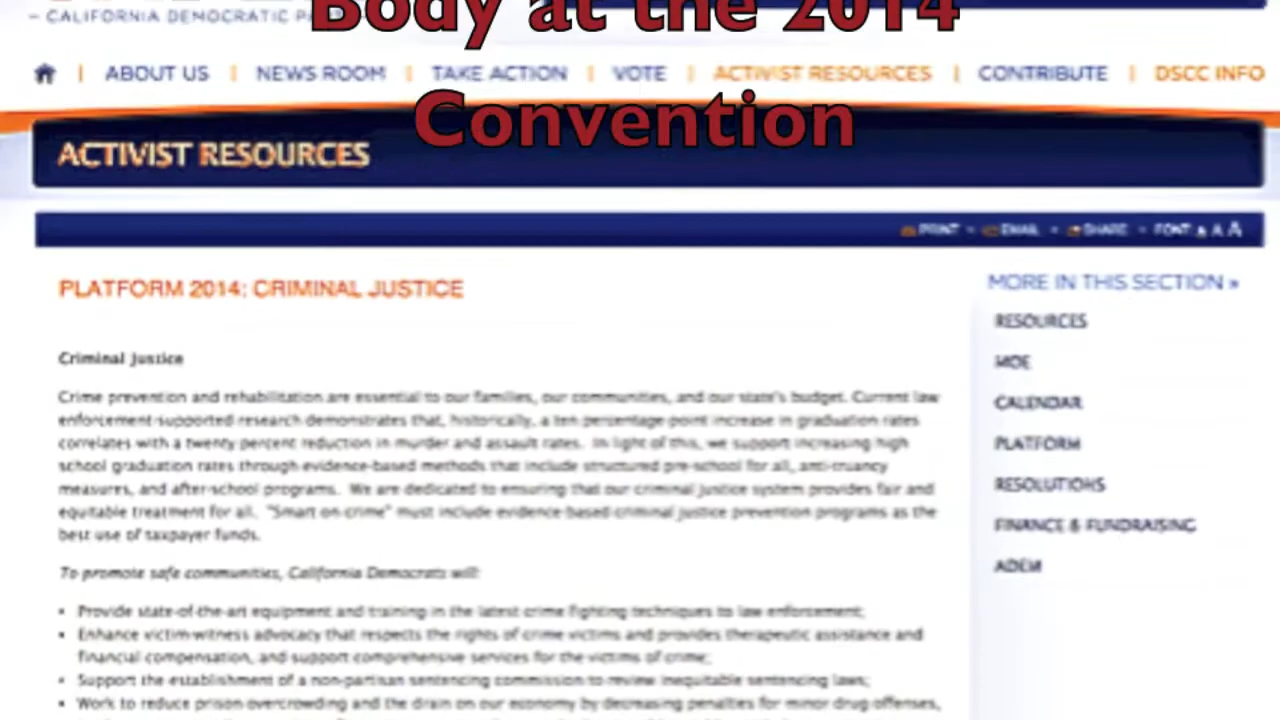 Body at the 2014
– CALIFORNIA DEMOCRATIC
ABOUT US | NEWS ROOM | TAKE ACTION | VOTE | ACTIVIST RESOURCES | CONTRIBUTE | DSCC INFO
Convention
ACTIVIST RESOURCES
PRINT • EMAIL • SHARE • FONT A A A
PLATFORM 2014: CRIMINAL JUSTICE
Criminal Justice
Crime prevention and rehabilitation are essential to our families, our communities, and our state's budget. Current law
enforcement-supported research demonstrates that, historically, a ten percentage-point increase in graduation rates
correlates with a twenty percent reduction in murder and assault rates. In light of this, we support increasing high
school graduation rates through evidence-based methods that include structured pre-school for all, anti-truancy
measures, and after-school programs. We are dedicated to ensuring that our criminal justice system provides fair and
equitable treatment for all. "Smart on crime" must include evidence-based criminal justice prevention programs as the
best use of taxpayer funds.
To promote safe communities, California Democrats will:
• Provide state-of-the-art equipment and training in the latest crime fighting techniques to law enforcement;
• Enhance victim-witness advocacy that respects the rights of crime victims and provides therapeutic assistance and
financial compensation, and support comprehensive services for the victims of crime;
• Support the establishment of a non-partisan sentencing commission to review inequitable sentencing laws;
• Work to reduce prison overcrowding and the drain on our economy by decreasing penalties for minor drug offenses,
MORE IN THIS SECTION »
RESOURCES
MOE
CALENDAR
PLATFORM
RESOLUTIONS
FINANCE & FUNDRAISING
ADEM